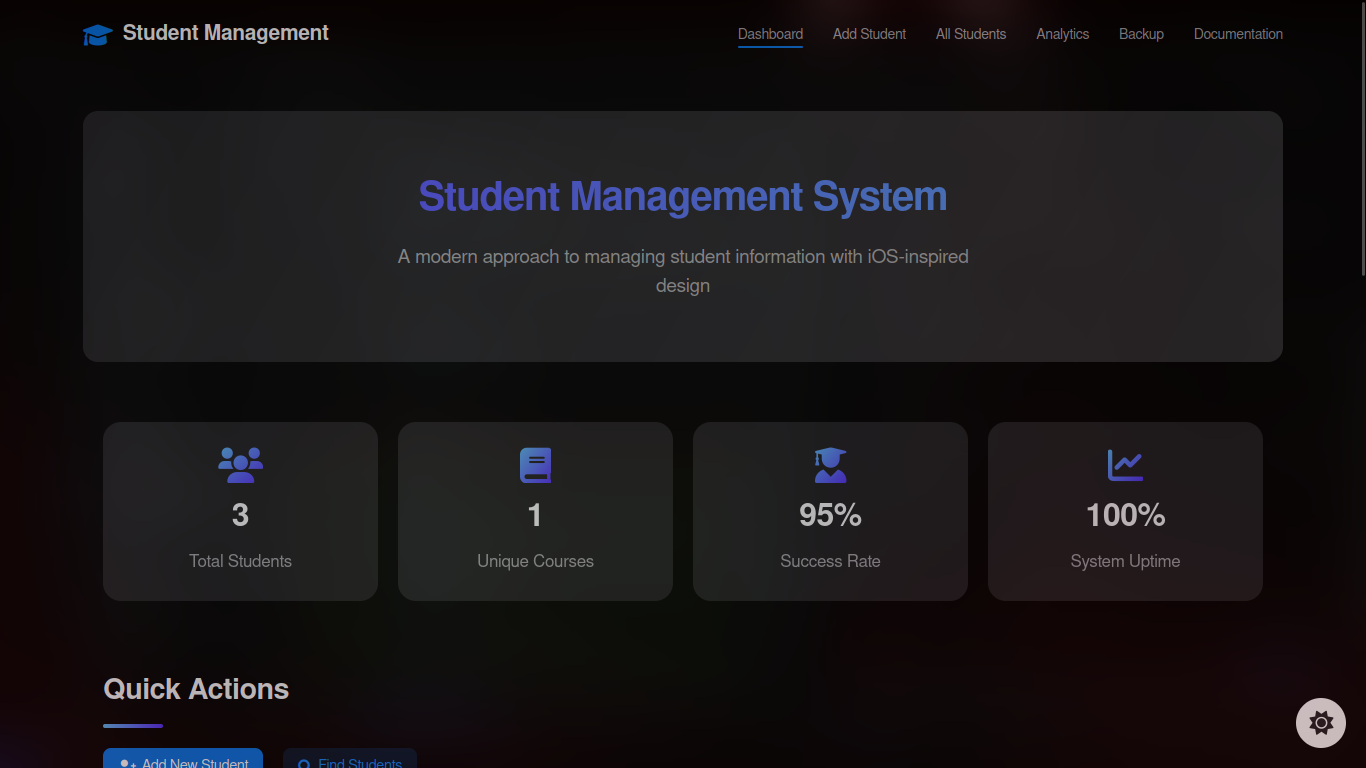 Student Management
Dashboard
Add Student
All Students
Analytics
Backup
Documentation
Student Management System
A modern approach to managing student information with iOS-inspired
design
3
Total Students
1
Unique Courses
95%
Success Rate
100%
System Uptime
Quick Actions
Add New Student
Find Students